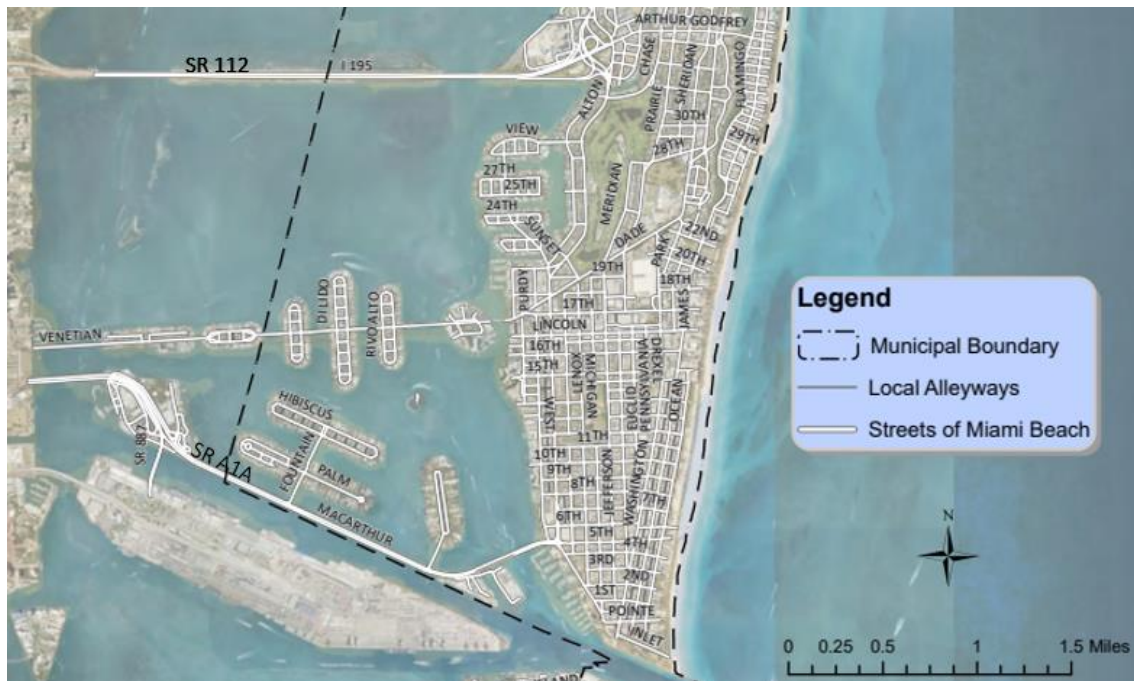 ARTHUR GODFREY
SR 112
I 195
CHASE
SHERIDAN
FLAMINGO
ALTON
PRAIRIE
30TH
VIEW
29TH
28TH
27TH
25TH
MERIDIAN
24TH
SUNSET
DADE
22ND
PARK
20TH
19TH
18TH
PURDY
DI LIDO
RIVO ALTO
17TH
JAMES
LINCOLN
VENETIAN
16TH
15TH
LENOX
MICHIGAN
PENNSYLVANIA
DREXEL
EUCLID
OCEAN
WEST
HIBISCUS
FOUNTAIN
SR 887
SR A1A
PALM
11TH
10TH
9TH
8TH
JEFFERSON
WASHINGTON
7TH
MACARTHUR
6TH
5TH
4TH
3RD
2ND
1ST
POINTE
INLET
Legend
Municipal Boundary
Local Alleyways
Streets of Miami Beach
N
0 0.25 0.5 1 1.5 Miles